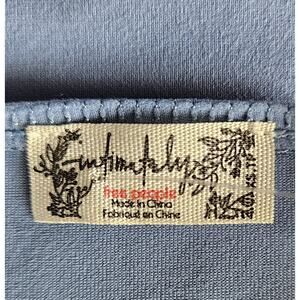 intimately
free people
Made in China
Fabriqué en Chine